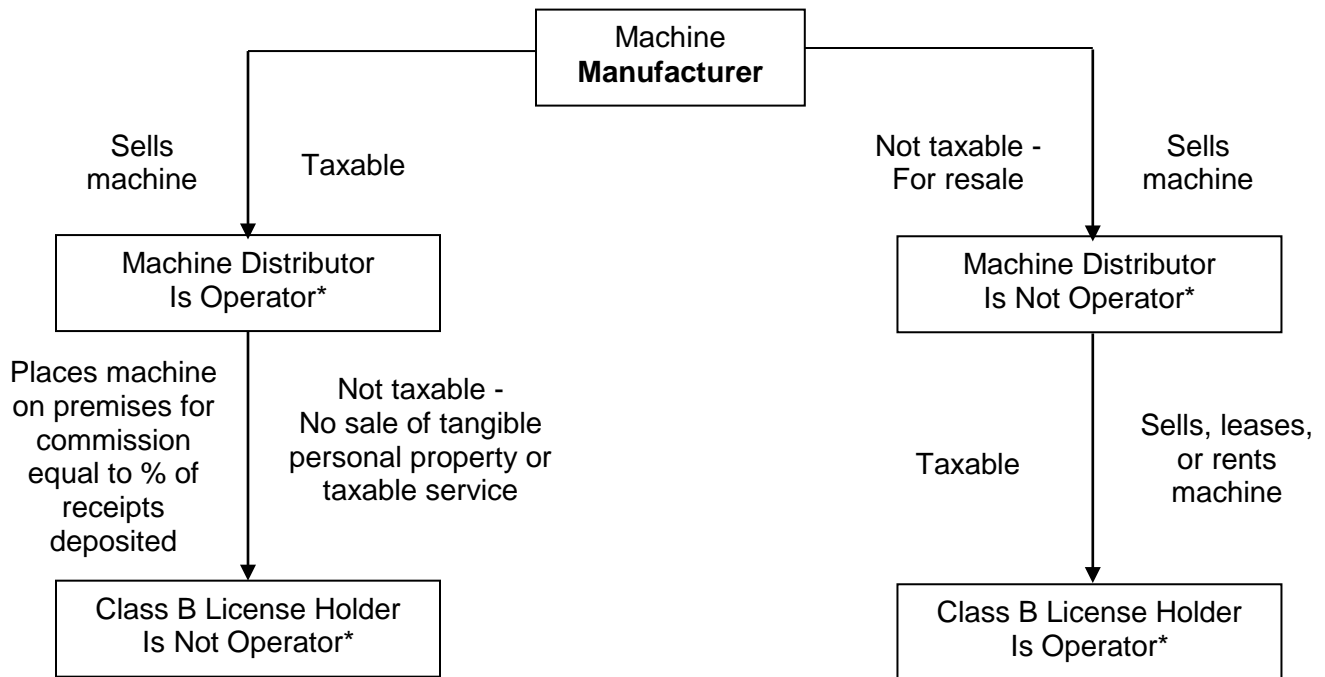 Machine
Manufacturer
Sells
machine
Taxable
Not taxable -
For resale
Sells
machine
Machine Distributor
Is Operator*
Machine Distributor
Is Not Operator*
Places machine
on premises for
commission
equal to % of
receipts
deposited
Not taxable -
No sale of tangible
personal property or
taxable service
Taxable
Sells, leases,
or rents
machine
Class B License Holder
Is Not Operator*
Class B License Holder
Is Operator*